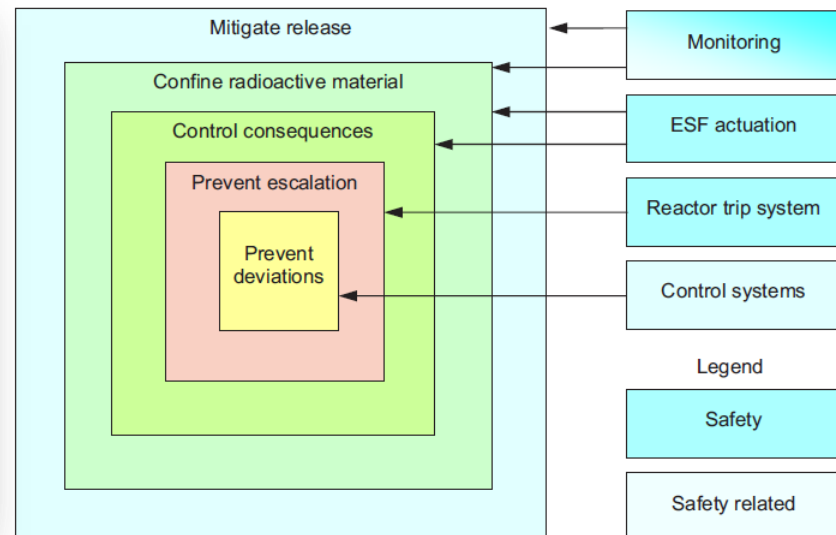 Mitigate release
Confine radioactive material
Control consequences
Prevent escalation
Prevent
deviations
Monitoring
ESF actuation
Reactor trip system
Control systems
Legend
Safety
Safety related